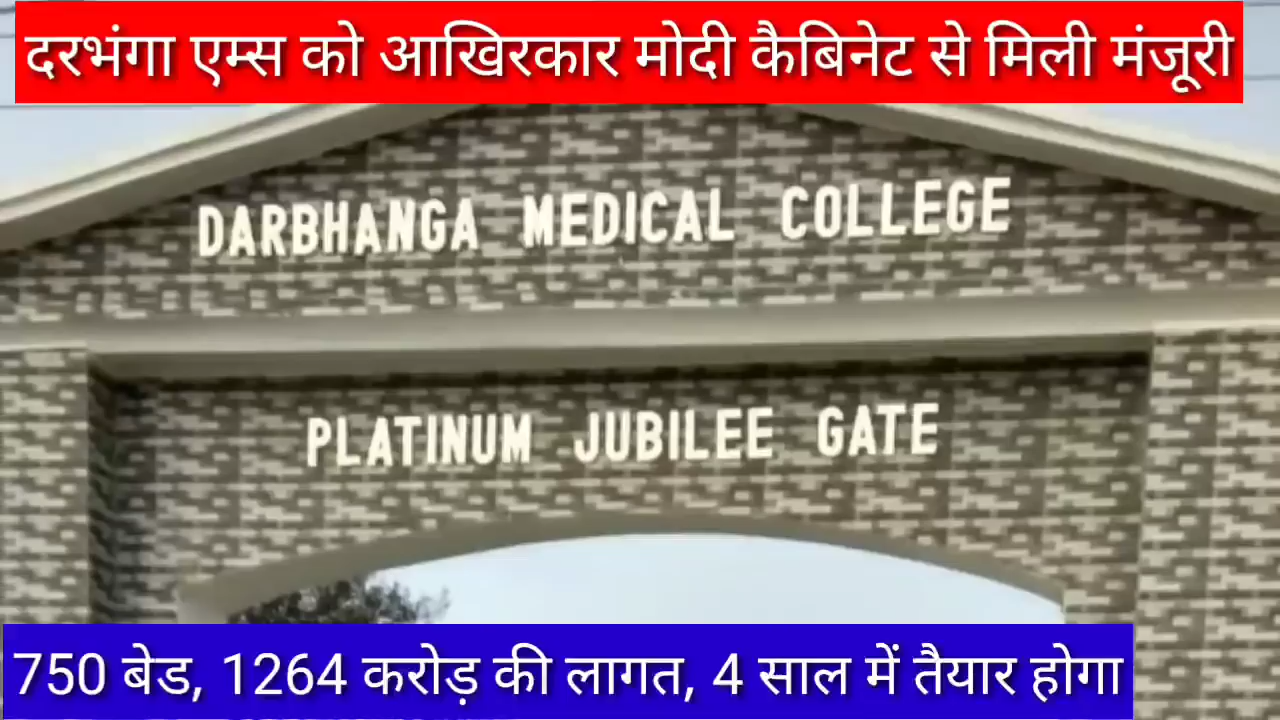 दरभंगा एम्स को आखिरकार मोदी कैबिनेट से मिली मंजूरी
DARBHANGA MEDICAL COLLEGE
PLATINUM JUBILEE GATE
750 बेड, 1264 करोड़ की लागत, 4 साल में तैयार होगा